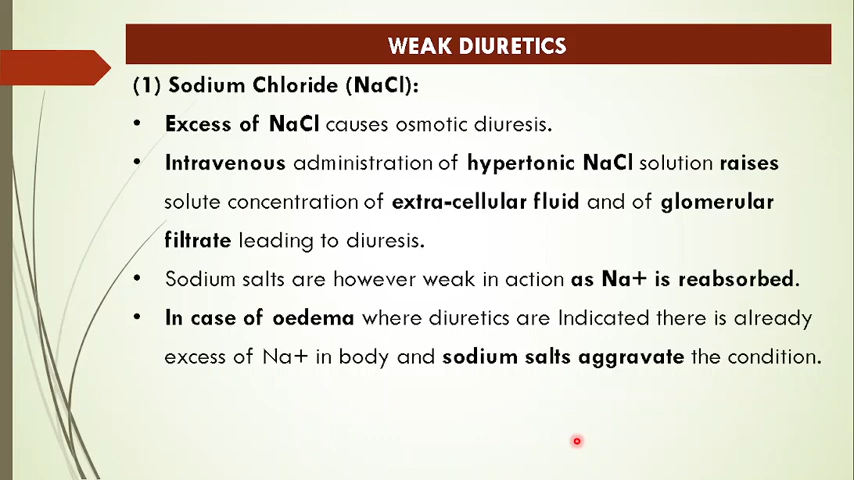 WEAK DIURETICS
(1) Sodium Chloride (NaCl):
• Excess of NaCl causes osmotic diuresis.
• Intravenous administration of hypertonic NaCl solution raises
solute concentration of extra-cellular fluid and of glomerular
filtrate leading to diuresis.
• Sodium salts are however weak in action as Na+ is reabsorbed.
• In case of oedema where diuretics are Indicated there is already
excess of Na+ in body and sodium salts aggravate the condition.